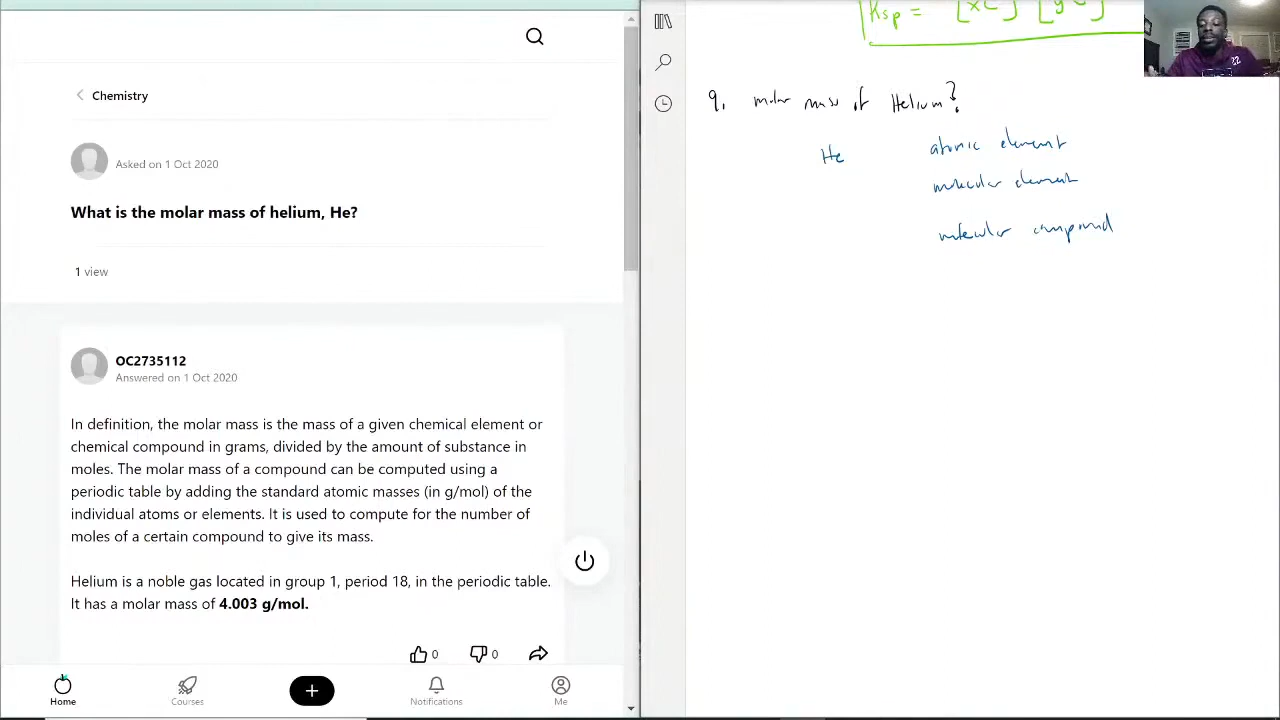 Chemistry
Asked on 1 Oct 2020
What is the molar mass of helium, He?
1 view
OC2735112
Answered on 1 Oct 2020
In definition, the molar mass is the mass of a given chemical element or
chemical compound in grams, divided by the amount of substance in
moles. The molar mass of a compound can be computed using a
periodic table by adding the standard atomic masses (in g/mol) of the
individual atoms or elements. It is used to compute for the number of
moles of a certain compound to give its mass.
Helium is a noble gas located in group 1, period 18, in the periodic table.
It has a molar mass of 4.003 g/mol.
0 0
Home Courses Notifications Me
Ksp =
9. molar mass of Helium?
He
atomic element
molecular element
molecular compound
22